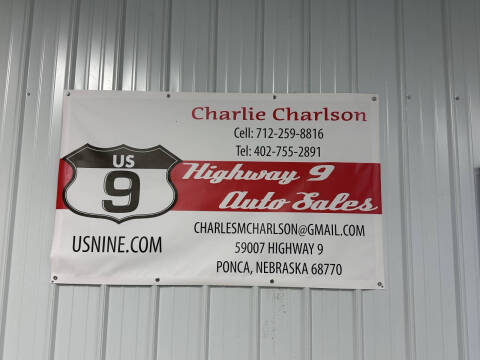 Charlie Charlson
Cell: 712-259-8816
Tel: 402-755-2891
US
9
Highway 9
Auto Sales
USNINE.COM
CHARLESMCHARLSON@GMAIL.COM
59007 HIGHWAY 9
PONCA, NEBRASKA 68770